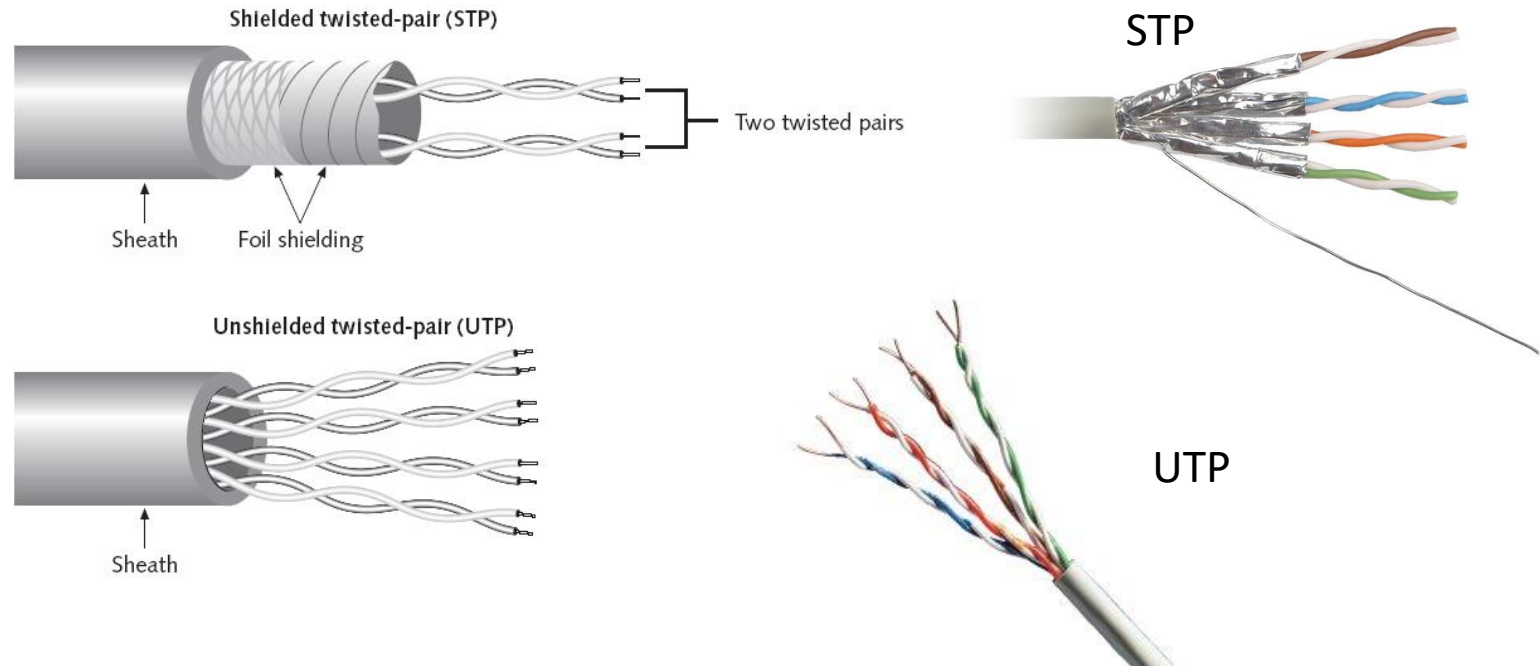 Shielded twisted-pair (STP)
STP
Two twisted pairs
Sheath
Foil shielding
Unshielded twisted-pair (UTP)
UTP
Sheath